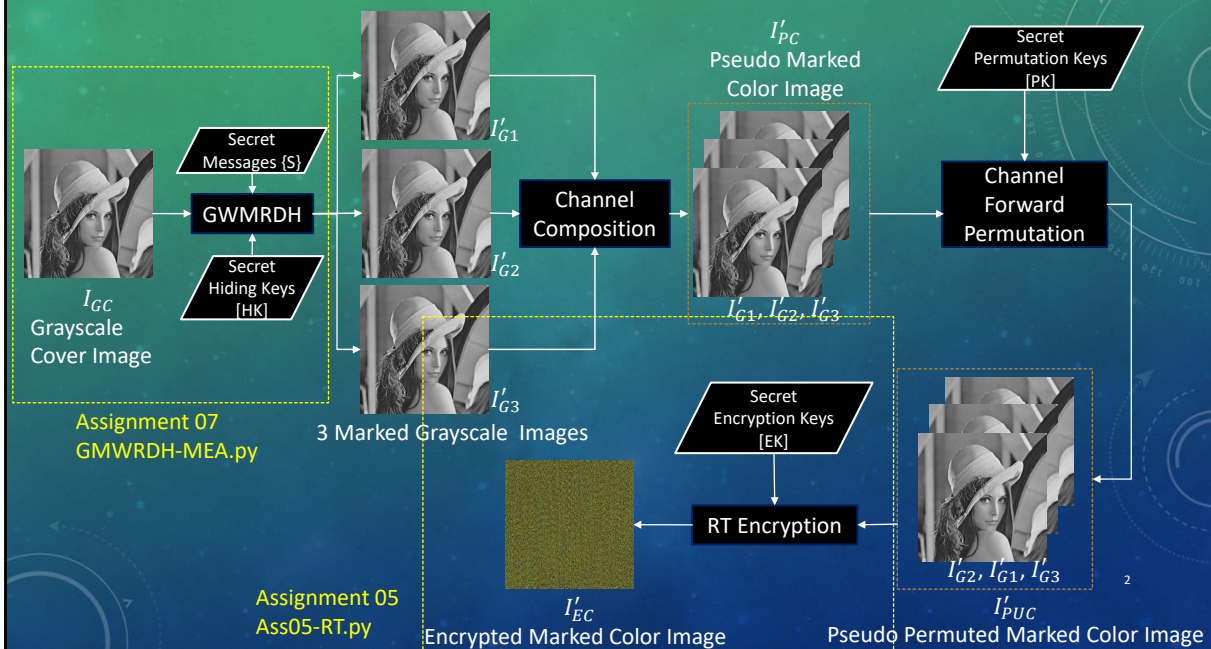 I′PC
Pseudo Marked
Color Image
Secret
Permutation Keys
[PK]
I′G1
Secret
Messages {S}
GWMRDH
Secret
Hiding Keys
[HK]
IGC
Grayscale
Cover Image
I′G2
Channel
Composition
Channel
Forward
Permutation
I′G1, I′G2, I′G3
I′G3
3 Marked Grayscale Images
Assignment 07
GMWRDH-MEA.py
Secret
Encryption Keys
[EK]
RT Encryption
I′G2, I′G1, I′G3
2
I′PUC
Pseudo Permuted Marked Color Image
I′EC
Encrypted Marked Color Image
Assignment 05
Ass05-RT.py